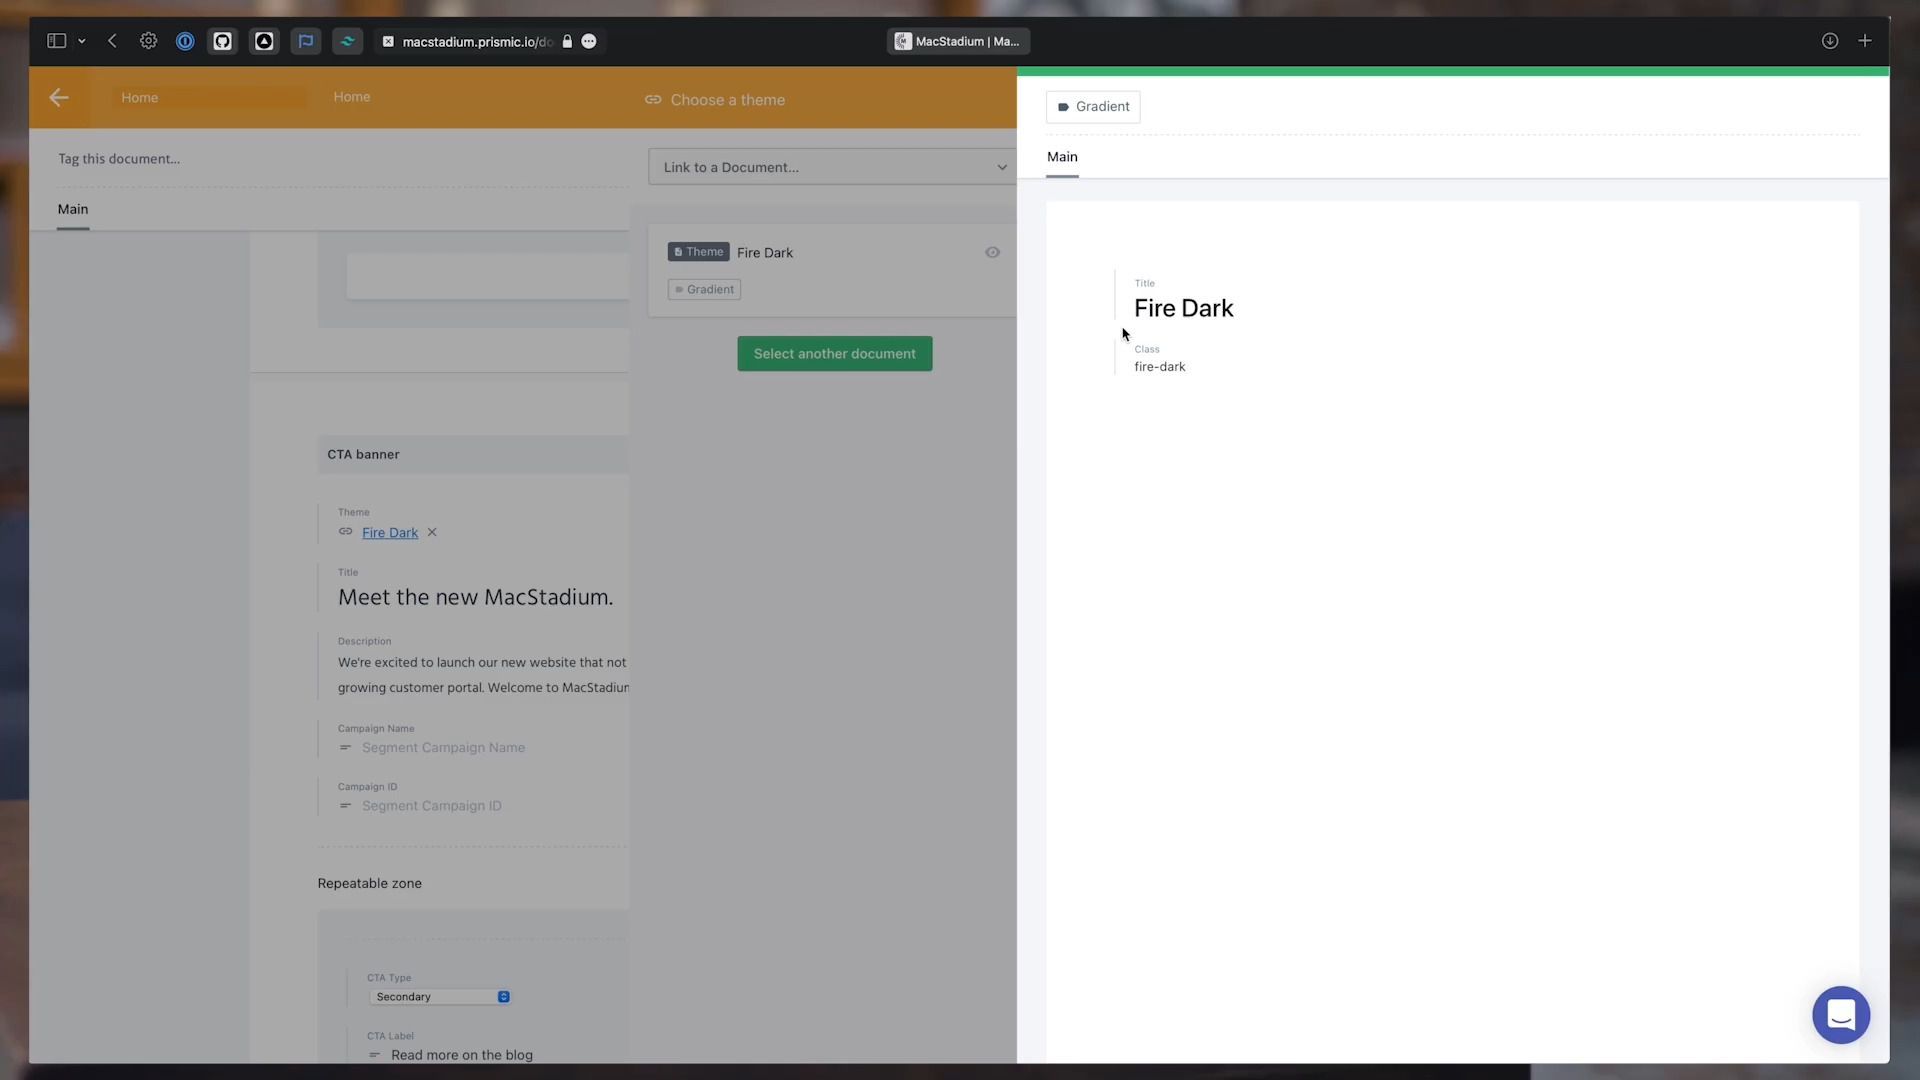 macstadium.prismic.io/do
MacStadium | Ma...
Home
Home
Choose a theme
Tag this document...
Main
Link to a Document...
Theme
Fire Dark
Gradient
Select another document
CTA banner
Theme
Fire Dark
Title
Meet the new MacStadium.
Description
We're excited to launch our new website that not
growing customer portal. Welcome to MacStadium
Campaign Name
Segment Campaign Name
Campaign ID
Segment Campaign ID
Repeatable zone
CTA Type
Secondary
CTA Label
Read more on the blog
Gradient
Main
Title
Fire Dark
Class
fire-dark